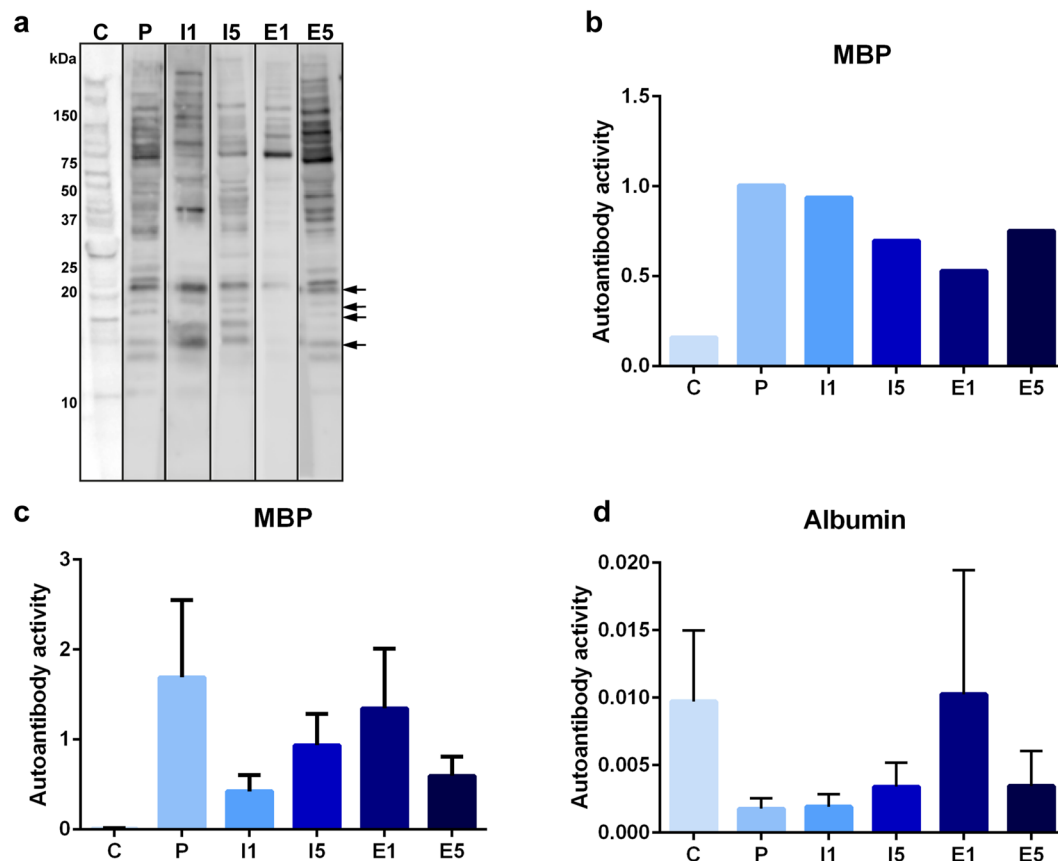 a
C P I1 I5 E1 E5
kDa
150
75
50
37
25
20
10
b
MBP
Autoantibody activity
1.5
1.0
0.5
0.0
C P I1 I5 E1 E5
c
MBP
Autoantibody activity
3
2
1
0
C P I1 I5 E1 E5
d
Albumin
Autoantibody activity
0.020
0.015
0.010
0.005
0.000
C P I1 I5 E1 E5